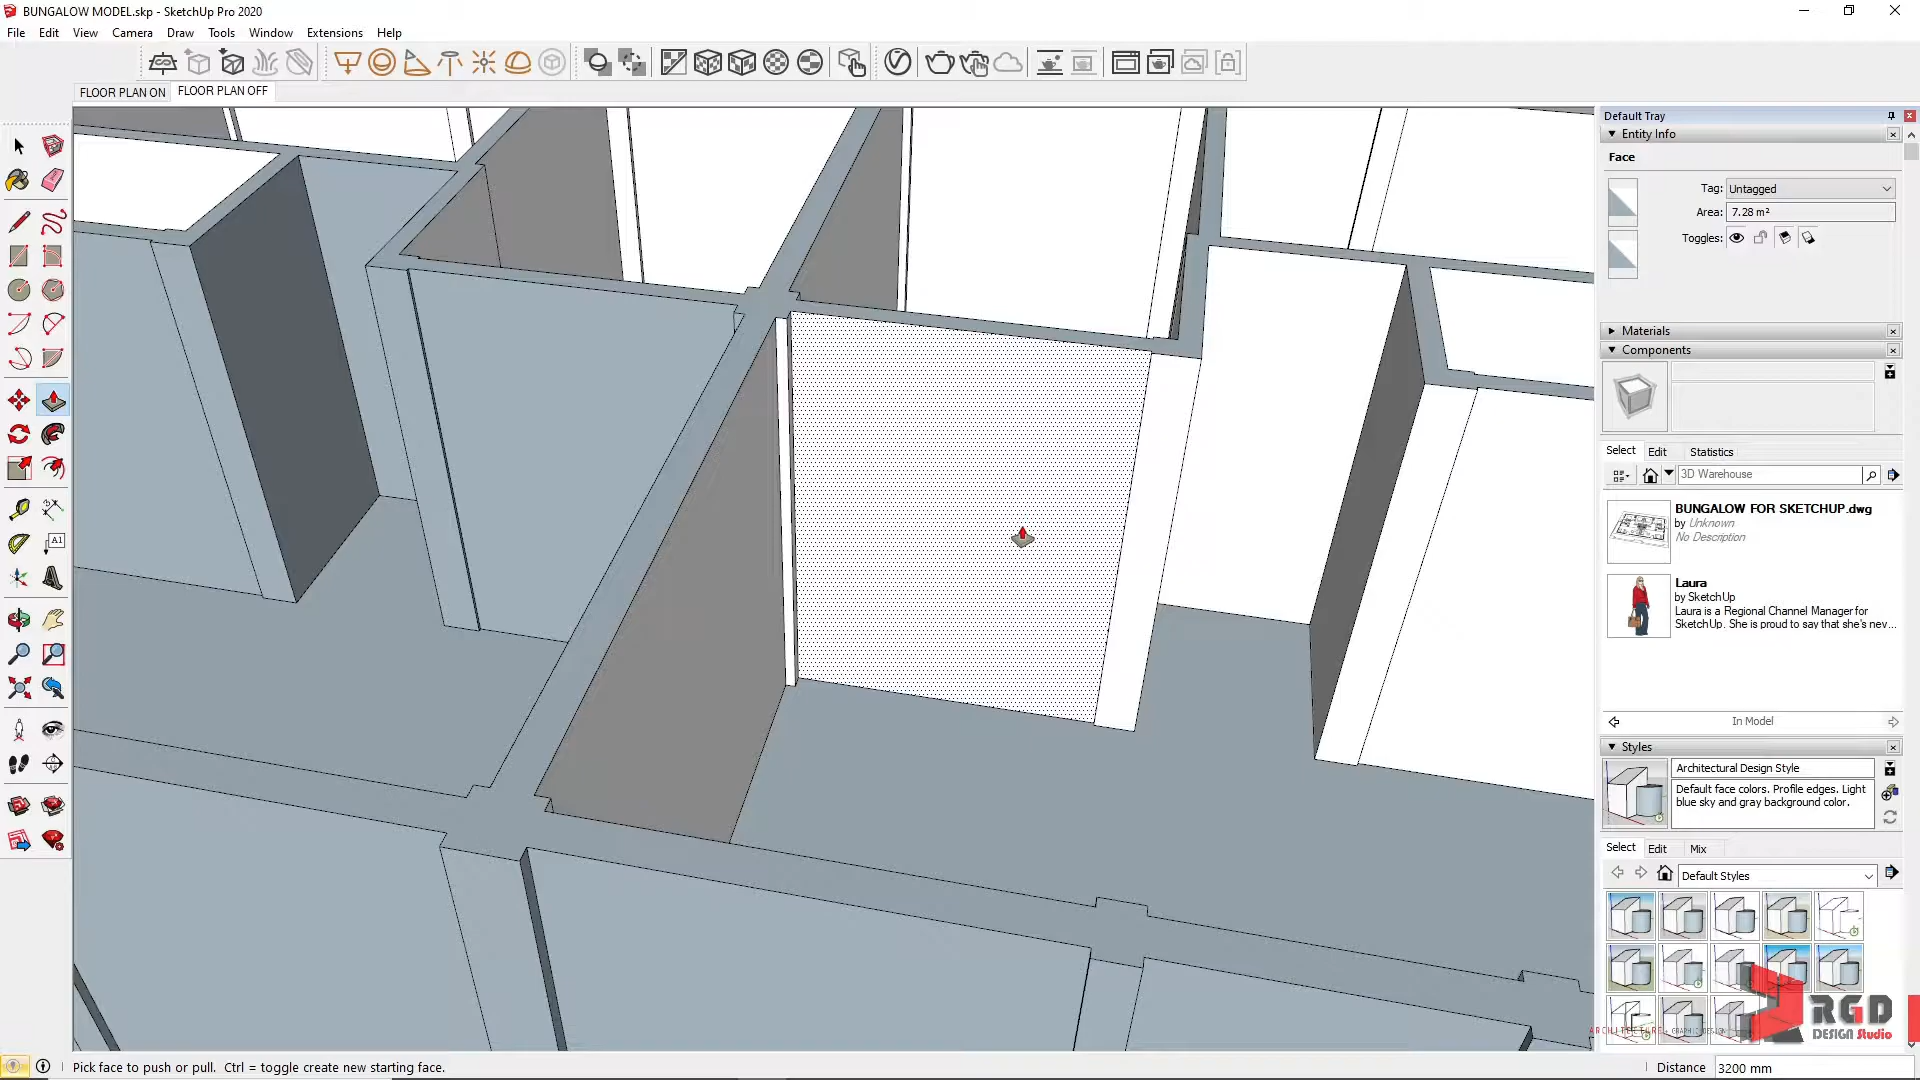 BUNGALOW MODEL.skp - SketchUp Pro 2020
File Edit View Camera Draw Tools Window Extensions Help
FLOOR PLAN ON FLOOR PLAN OFF
Default Tray
Entity Info
Face
Tag: Untagged
Area: 7.28 m²
Toggles:
Materials
Components
Select Edit Statistics
3D Warehouse
BUNGALOW FOR SKETCHUP.dwg
by Unknown
No Description
Laura
by SketchUp
Laura is a Regional Channel Manager for
SketchUp. She is proud to say that she's nev...
In Model
Styles
Architectural Design Style
Default face colors. Profile edges. Light
blue sky and gray background color.
Select Edit Mix
Default Styles
A1
RGD
DESIGN Studio
ARCHITECTURE + GRAPHIC DESIGN
Pick face to push or pull. Ctrl = toggle create new starting face.
Distance 3200 mm